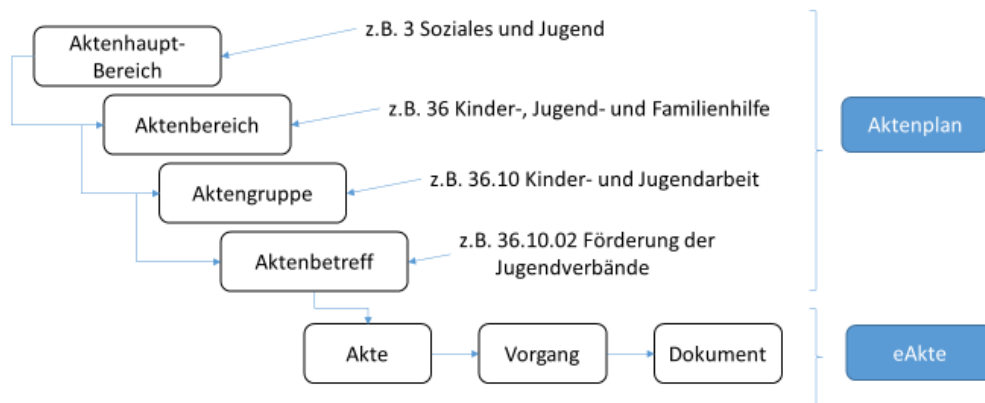 Aktenhaupt-
Bereich
z.B. 3 Soziales und Jugend
Aktenbereich
z.B. 36 Kinder-, Jugend- und Familienhilfe
Aktenplan
Aktengruppe
z.B. 36.10 Kinder- und Jugendarbeit
Aktenbetreff
z.B. 36.10.02 Förderung der
Jugendverbände
Akte
Vorgang
Dokument
eAkte